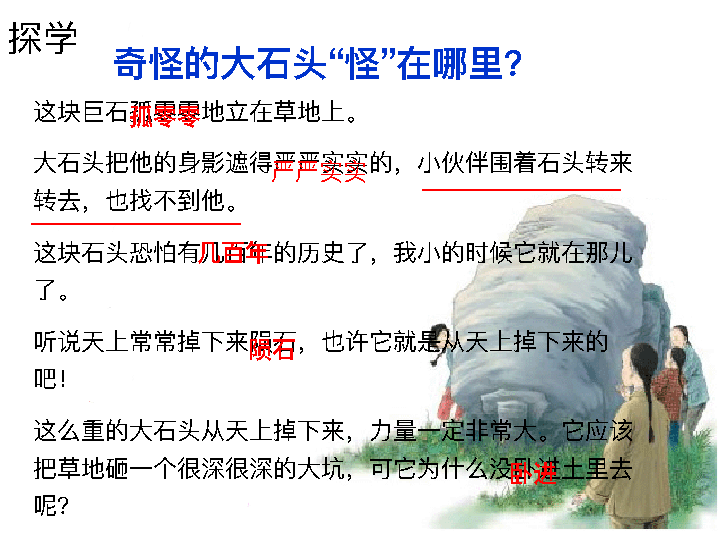 探学
奇怪的大石头“怪”在哪里？
这块巨石孤零零地立在草地上。
孤零零
大石头把他的身影遮得严严实实的，小伙伴围着石头转来
严严实实
转去，也找不到他。
这块石头恐怕有几百年的历史了，我小的时候它就在那儿
几百年
了。
听说天上常常掉下来陨石，也许它就是从天上掉下来的
陨石
吧！
这么重的大石头从天上掉下来，力量一定非常大。它应该
把草地砸一个很深很深的大坑，可它为什么没卧进土里去
卧进
呢？